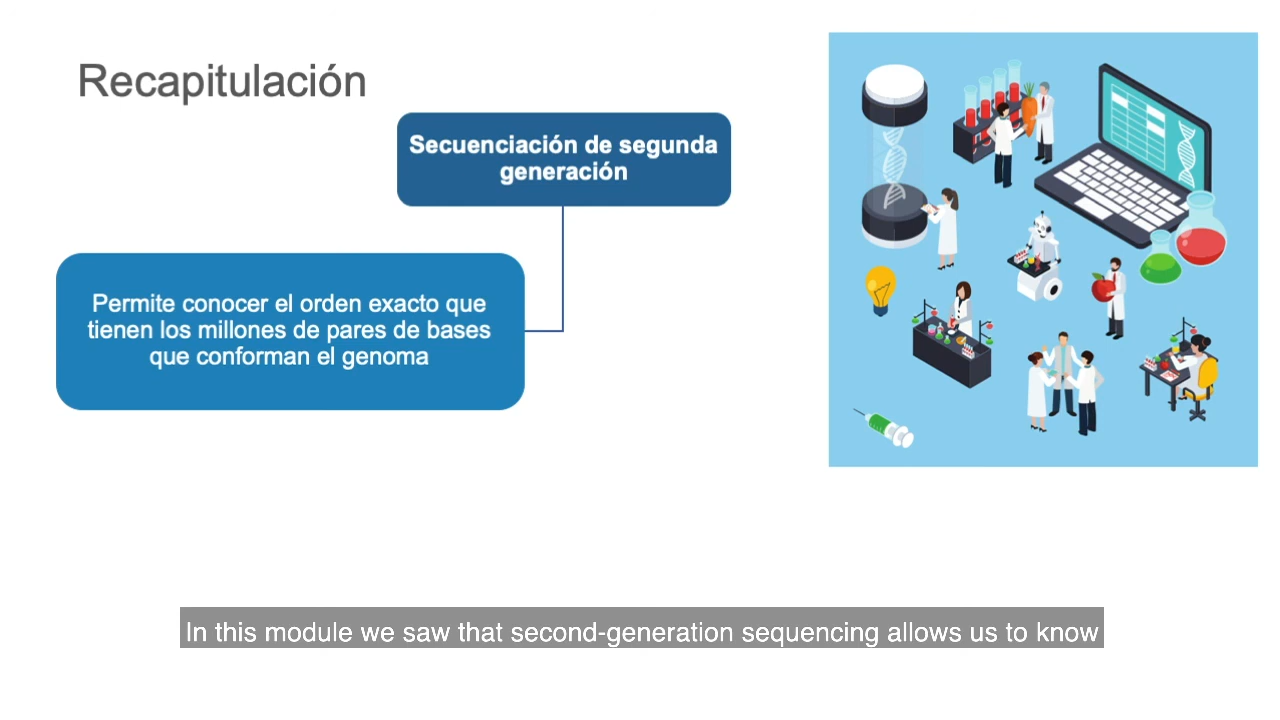 Recapitulación
Secuenciación de segunda
generación
Permite conocer el orden exacto que
tienen los millones de pares de bases
que conforman el genoma
In this module we saw that second-generation sequencing allows us to know